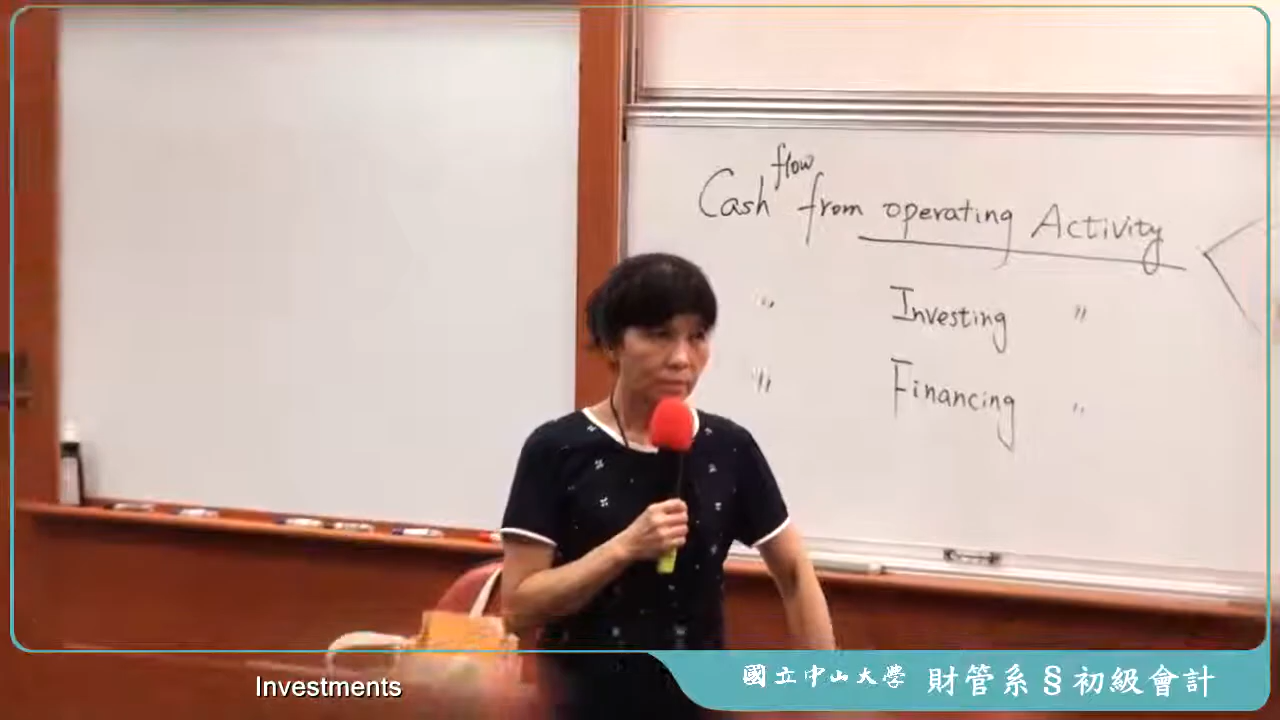 Cash flow from operating Activity
" Investing "
" Financing "
Investments
國立中山大學 財管系 § 初級會計